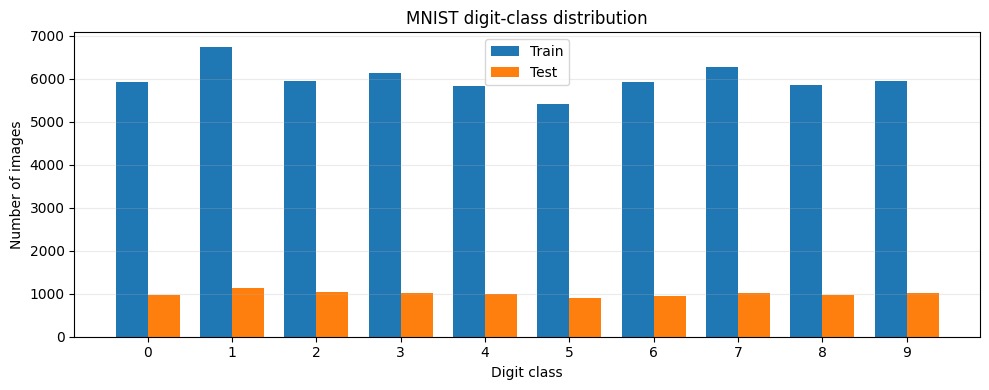 MNIST digit-class distribution
7000
6000
5000
4000
3000
2000
1000
0
Number of images
Train
Test
0 1 2 3 4 5 6 7 8 9
Digit class